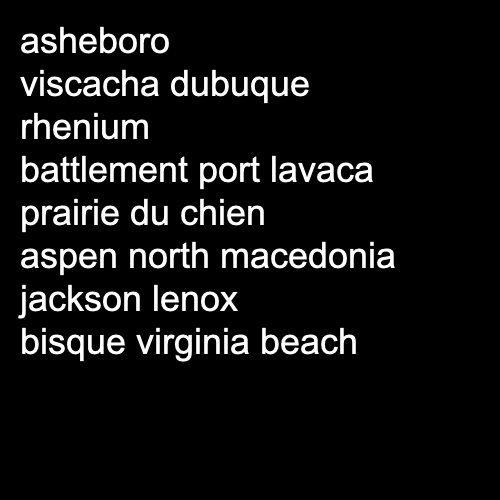 asheboro
viscacha dubuque
rhenium
battlement port lavaca
prairie du chien
aspen north macedonia
jackson lenox
bisque virginia beach